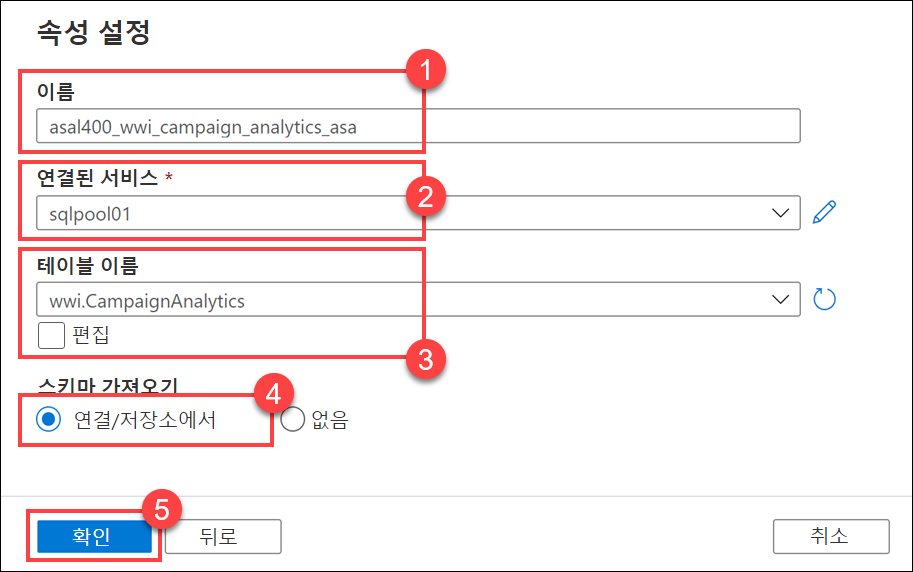 속성 설정
1
이름
asal400_wwi_campaign_analytics_asa
연결된 서비스 *
2
sqlpool01
테이블 이름
wwi.CampaignAnalytics
편집
3
스키마 가져오기
4
연결/저장소에서 없음
5
확인 뒤로 취소